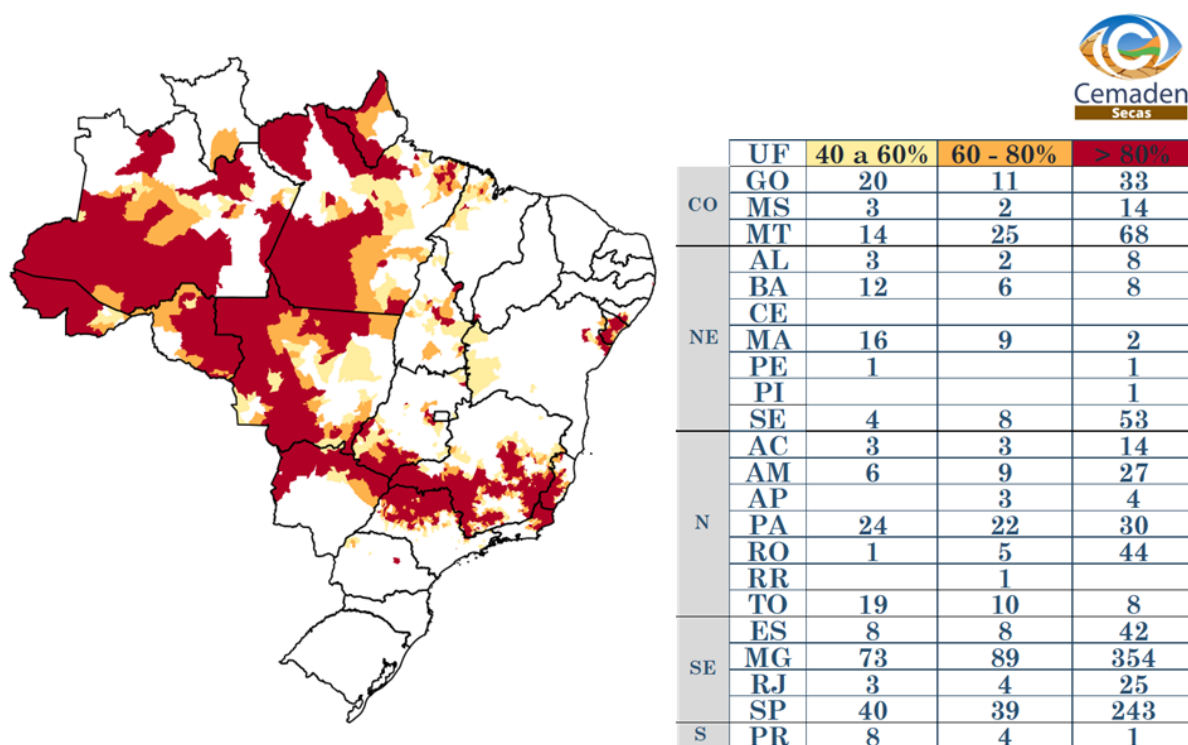 Cemaden
Secas
UF 40 a 60% 60 - 80% > 80%
CO
GO 20 11 33
MS 3 2 14
MT 14 25 68
NE
AL 3 2 8
BA 12 6 8
CE
MA 16 9 2
PE 1 1
PI 1
SE 4 8 53
N
AC 3 3 14
AM 6 9 27
AP 3 4
PA 24 22 30
RO 1 5 44
RR 1
TO 19 10 8
SE
ES 8 8 42
MG 73 89 354
RJ 3 4 25
SP 40 39 243
S
PR 8 4 1